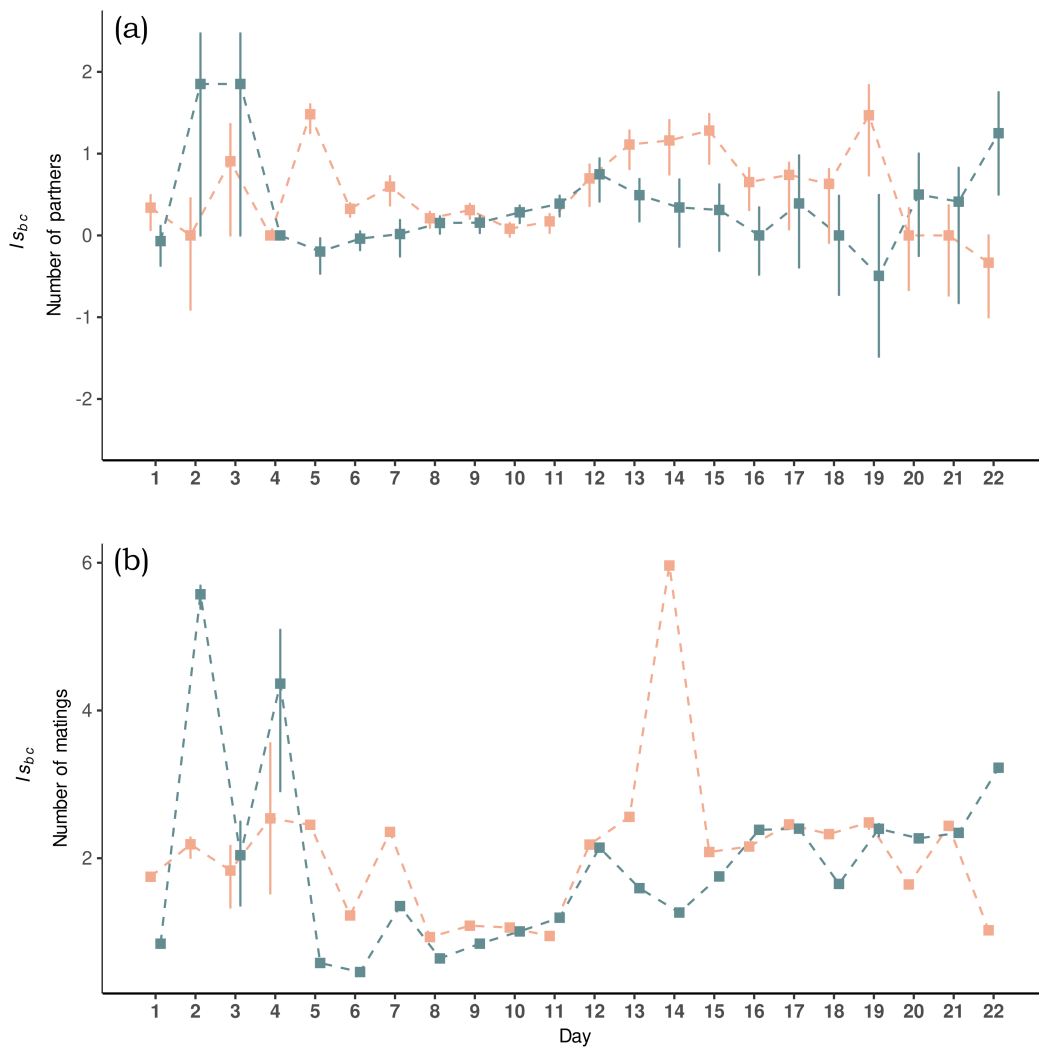 (a)
Is_bc
Number of partners
2
1
0
-1
-2
1 2 3 4 5 6 7 8 9 10 11 12 13 14 15 16 17 18 19 20 21 22
(b)
Is_bc
Number of matings
6
4
2
1 2 3 4 5 6 7 8 9 10 11 12 13 14 15 16 17 18 19 20 21 22
Day